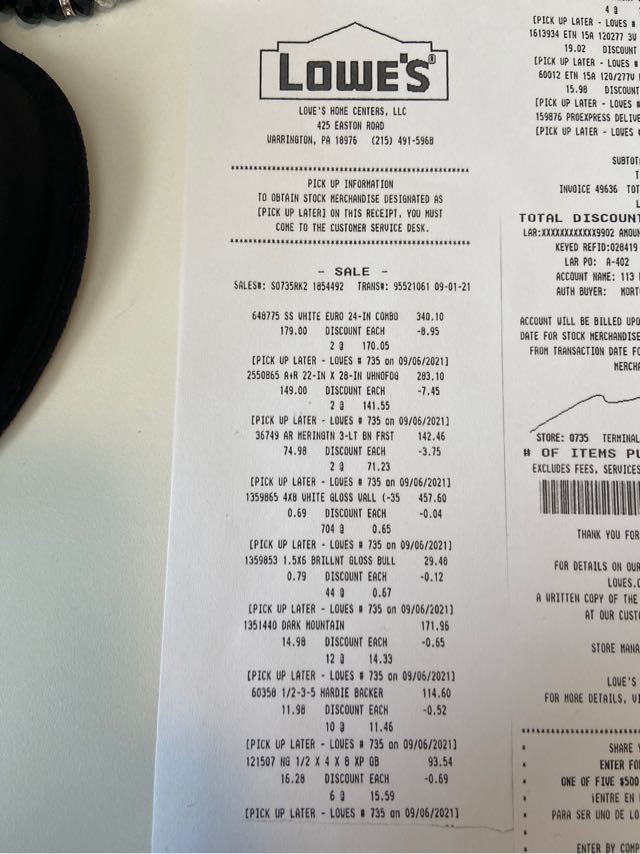 LOWE'S®
LOWE'S HOME CENTERS, LLC
425 EASTON ROAD
WARRINGTON, PA 18976 (215) 491-5968
****************************************
PICK UP INFORMATION
TO OBTAIN STOCK MERCHANDISE DESIGNATED AS
[PICK UP LATER] ON THIS RECEIPT, YOU MUST
COME TO THE CUSTOMER SERVICE DESK.
****************************************
- SALE -
SALES#: S0735RK2 1854492 TRANS#: 95521061 09-01-21
648775 SS WHITE EURO 24-IN COMBO 340.10
179.00 DISCOUNT EACH -8.95
2 @ 170.05
[PICK UP LATER - LOWES # 735 on 09/06/2021]
2550865 A+R 22-IN X 28-IN WHNOFOG 283.10
149.00 DISCOUNT EACH -7.45
2 @ 141.55
[PICK UP LATER - LOWES # 735 on 09/06/2021]
36749 AR MERINGTN 3-LT BN FRST 142.46
74.98 DISCOUNT EACH -3.75
2 @ 71.23
[PICK UP LATER - LOWES # 735 on 09/06/2021]
1359865 4X8 WHITE GLOSS WALL (-35 457.60
0.69 DISCOUNT EACH -0.04
704 @ 0.65
[PICK UP LATER - LOWES # 735 on 09/06/2021]
1359853 1.5X6 BRILLNT GLOSS BULL 29.48
0.79 DISCOUNT EACH -0.12
44 @ 0.67
[PICK UP LATER - LOWES # 735 on 09/06/2021]
1351440 DARK MOUNTAIN 171.96
14.98 DISCOUNT EACH -0.65
12 @ 14.33
[PICK UP LATER - LOWES # 735 on 09/06/2021]
60358 1/2-3-5 HARDIE BACKER 114.60
11.98 DISCOUNT EACH -0.52
10 @ 11.46
[PICK UP LATER - LOWES # 735 on 09/06/2021]
121507 NG 1/2 X 4 X 8 XP GB 93.54
16.28 DISCOUNT EACH -0.69
6 @ 15.59
[PICK UP LATER - LOWES # 735 on 09/06/2021]
4 @
[PICK UP LATER - LOWES #
1613934 ETN 15A 120277 3W
19.02 DISCOUNT
[PICK UP LATER - LOWES #
60012 ETN 15A 120/277V
15.98 DISCOUNT
[PICK UP LATER - LOWES #
159876 PROEXPRESS DELIVE
[PICK UP LATER - LOWES #
SUBTOT
T
INVOICE 49636 TOT
L
TOTAL DISCOUNT
LAR:XXXXXXXXXXXX9902 AMOUN
KEYED REFID:028419
LAR PO: A-402
ACCOUNT NAME: 113
AUTH BUYER: MORT
ACCOUNT WILL BE BILLED UPO
DATE FOR STOCK MERCHANDISE
FROM TRANSACTION DATE FO
MERCHA
STORE: 0735 TERMINAL
# OF ITEMS PU
EXCLUDES FEES, SERVICES
THANK YOU FOR
FOR DETAILS ON OUR
LOWES.C
A WRITTEN COPY OF THE
AT OUR CUSTO
STORE MANA
LOWE'S
FOR MORE DETAILS, VI
******************
* SHARE Y
* ENTER FO
* ONE OF FIVE $500
* ¡ENTRE EN
* PARA SER UNO DE LO
*
* ENTER BY COMP